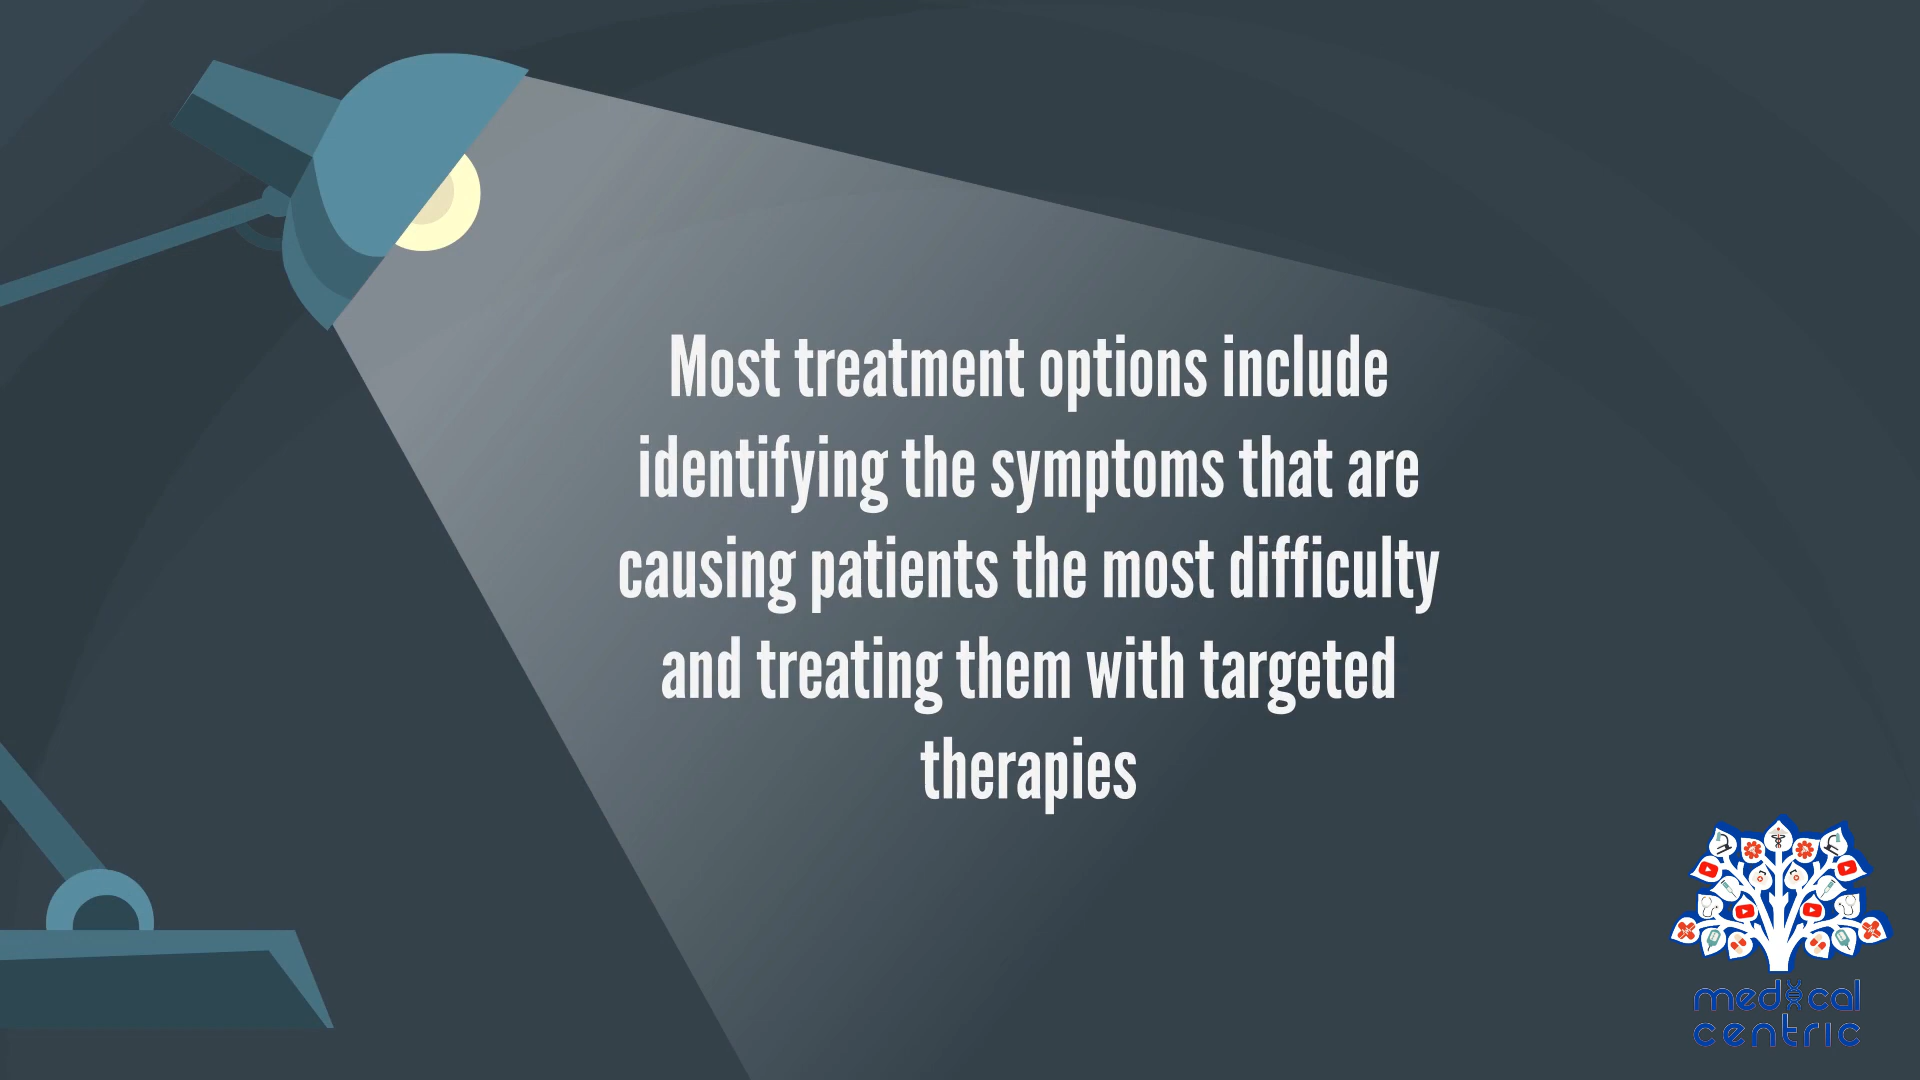 Most treatment options include
identifying the symptoms that are
causing patients the most difficulty
and treating them with targeted
therapies
medical
centric